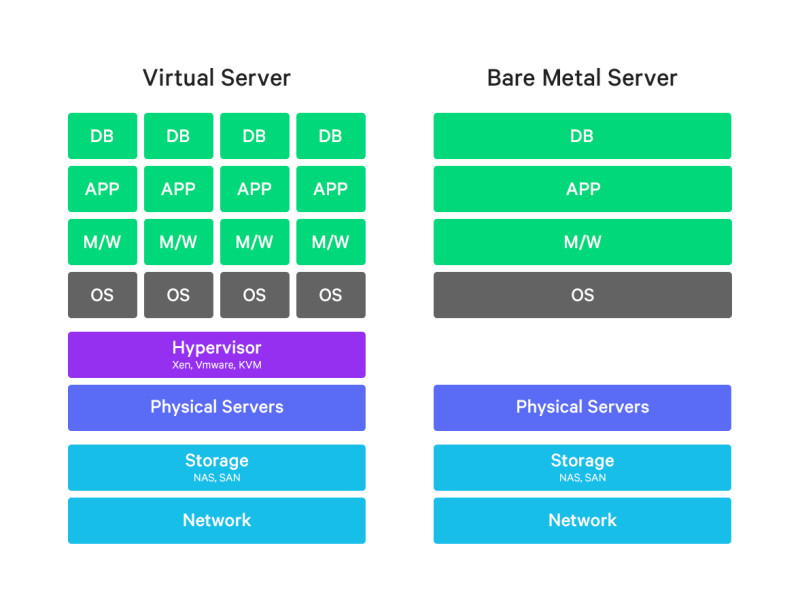 Virtual Server
DB DB DB DB
APP APP APP APP
M/W M/W M/W M/W
OS OS OS OS
Hypervisor
Xen, Vmware, KVM
Physical Servers
Storage
NAS, SAN
Network
Bare Metal Server
DB
APP
M/W
OS
Physical Servers
Storage
NAS, SAN
Network